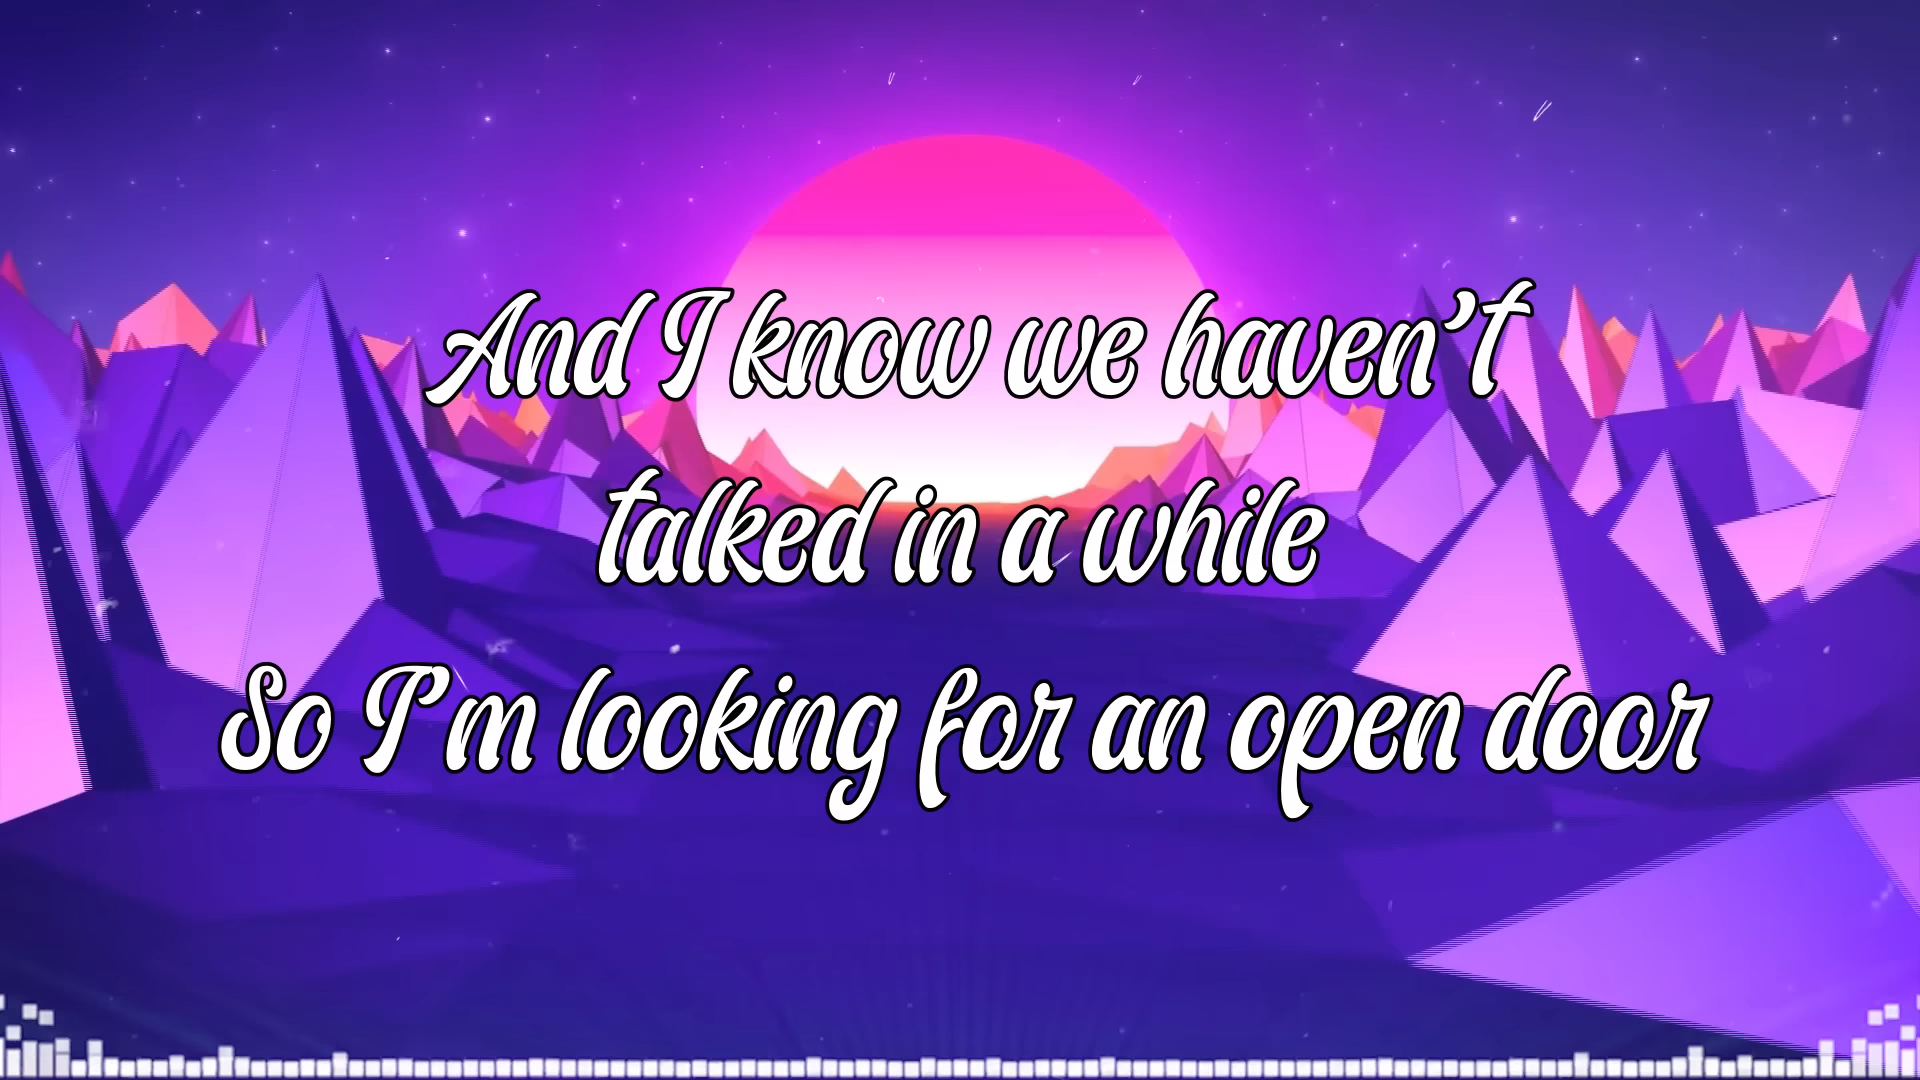 And I know we haven't
talked in a while
So I'm looking for an open door